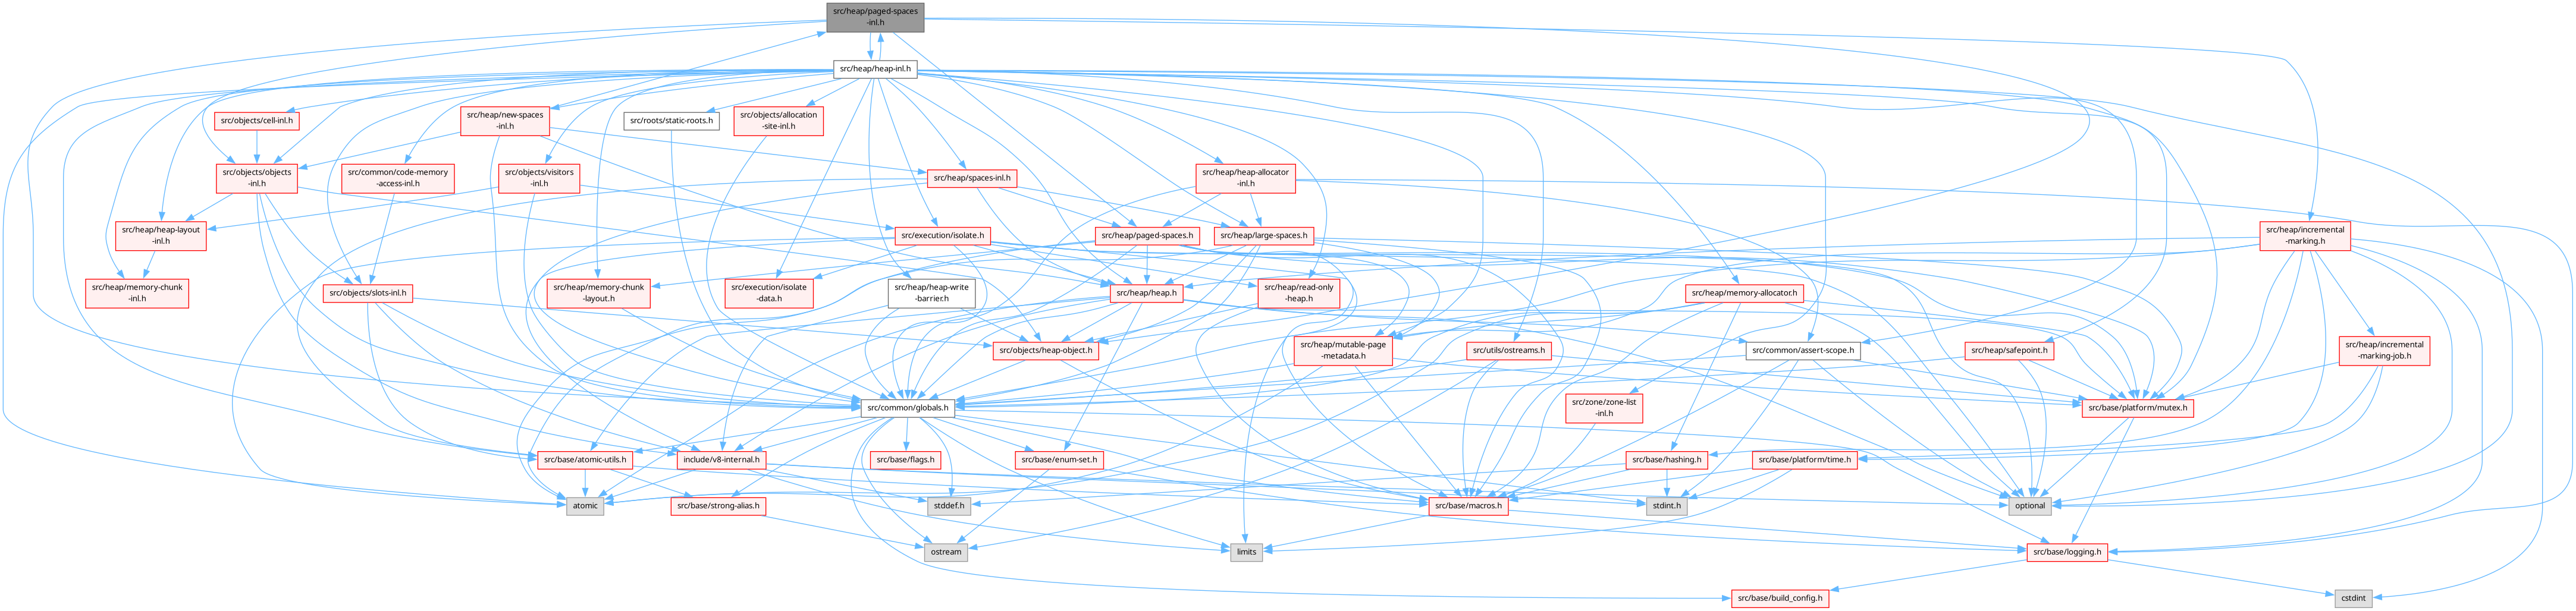 src/heap/paged-spaces
-inl.h
src/heap/heap-inl.h
src/objects/cell-inl.h
src/heap/new-spaces
-inl.h
src/roots/static-roots.h
src/objects/allocation
-site-inl.h
src/objects/objects
-inl.h
src/common/code-memory
-access-inl.h
src/objects/visitors
-inl.h
src/heap/spaces-inl.h
src/heap/heap-allocator
-inl.h
src/heap/heap-layout
-inl.h
src/execution/isolate.h
src/heap/paged-spaces.h
src/heap/large-spaces.h
src/heap/incremental
-marking.h
src/heap/memory-chunk
-inl.h
src/objects/slots-inl.h
src/heap/memory-chunk
-layout.h
src/execution/isolate
-data.h
src/heap/heap-write
-barrier.h
src/heap/heap.h
src/heap/read-only
-heap.h
src/heap/memory-allocator.h
src/objects/heap-object.h
src/heap/mutable-page
-metadata.h
src/utils/ostreams.h
src/common/assert-scope.h
src/heap/safepoint.h
src/heap/incremental
-marking-job.h
src/common/globals.h
src/zone/zone-list
-inl.h
src/base/platform/mutex.h
src/base/atomic-utils.h
include/v8-internal.h
src/base/flags.h
src/base/enum-set.h
src/base/hashing.h
src/base/platform/time.h
atomic
src/base/strong-alias.h
stddef.h
src/base/macros.h
stdint.h
optional
ostream
limits
src/base/logging.h
src/base/build_config.h
cstdint